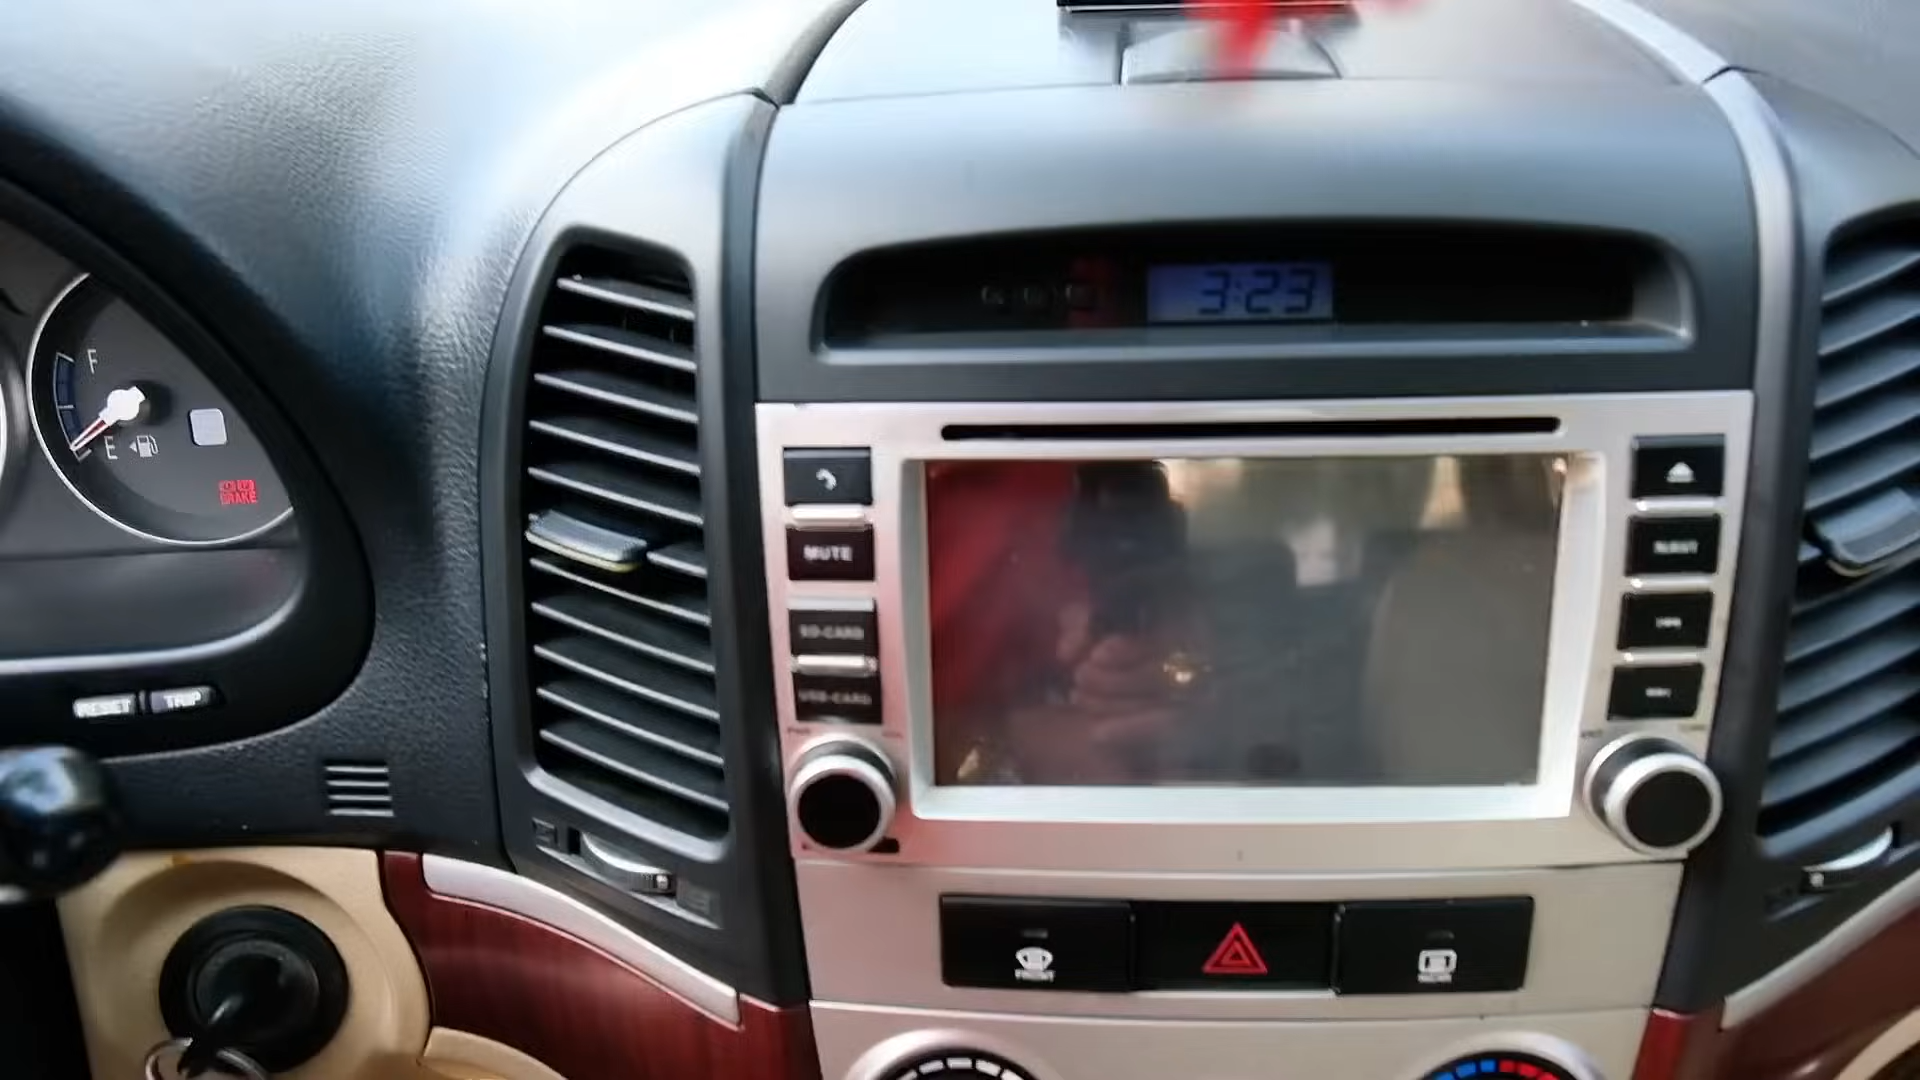 3:23
F
E
BRAKE
RESET
TRIP
MUTE
SD-CARD
USB-CARD
FRONT
REAR